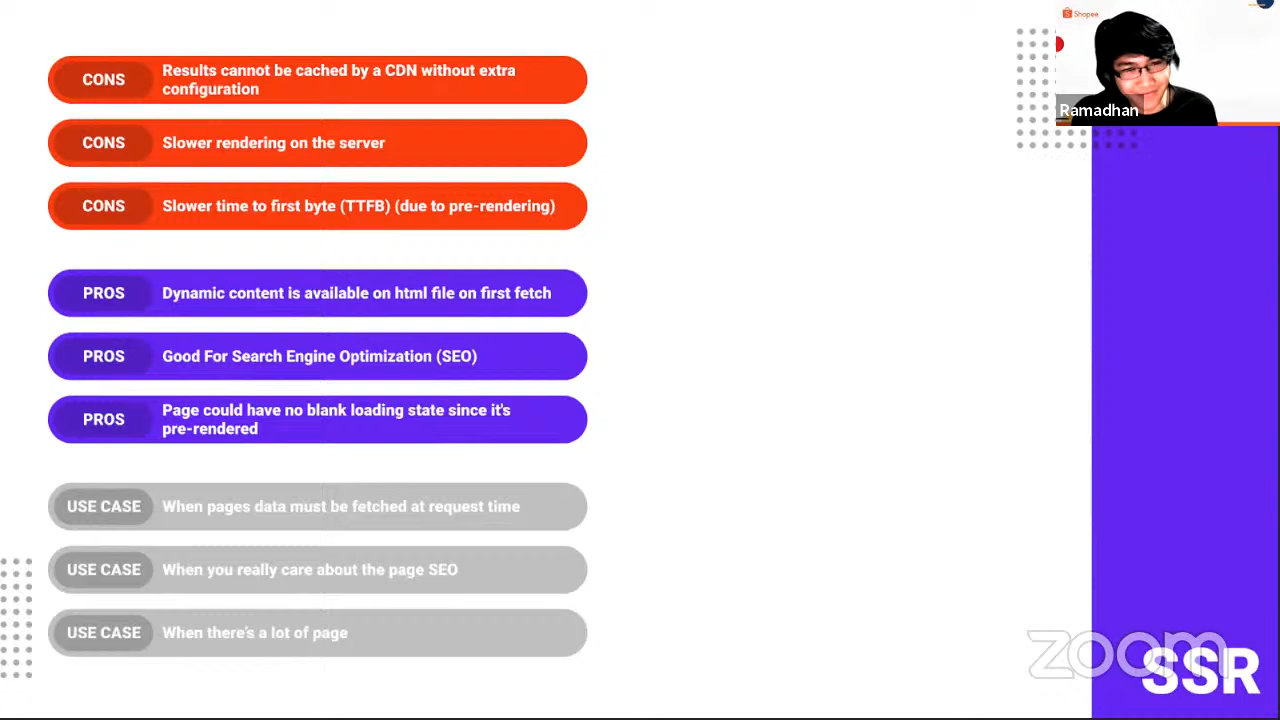 CONS
Results cannot be cached by a CDN without extra
configuration
CONS
Slower rendering on the server
CONS
Slower time to first byte (TTFB) (due to pre-rendering)
PROS
Dynamic content is available on html file on first fetch
PROS
Good For Search Engine Optimization (SEO)
PROS
Page could have no blank loading state since it's
pre-rendered
USE CASE
When pages data must be fetched at request time
USE CASE
When you really care about the page SEO
USE CASE
When there's a lot of page
Shopee
Ramadhan
zoom
SSR